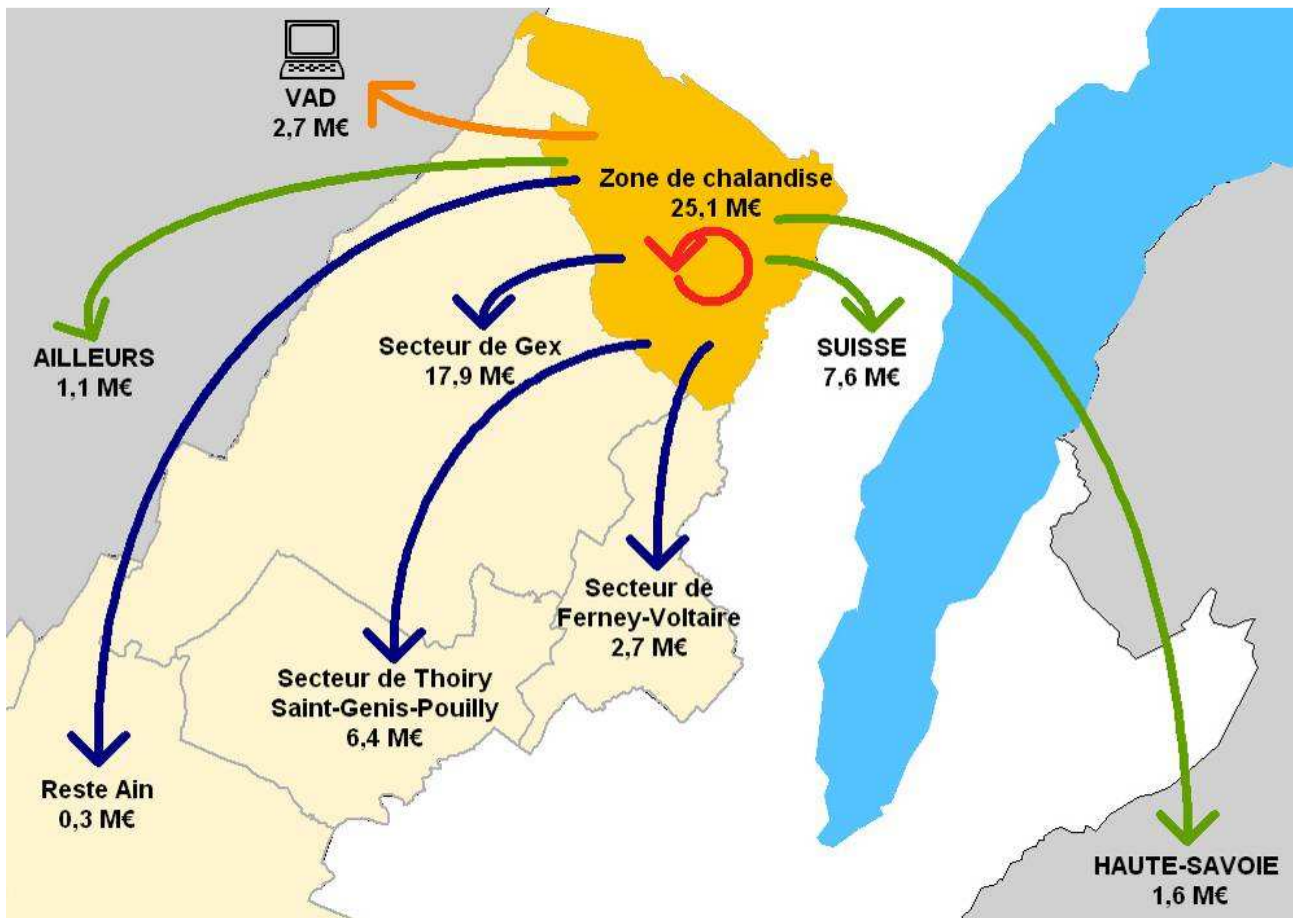 VAD
2,7 M€
Zone de chalandise
25,1 M€
AILLEURS
1,1 M€
Secteur de Gex
17,9 M€
SUISSE
7,6 M€
Secteur de
Ferney-Voltaire
2,7 M€
Secteur de Thoiry
Saint-Genis-Pouilly
6,4 M€
Reste Ain
0,3 M€
HAUTE-SAVOIE
1,6 M€